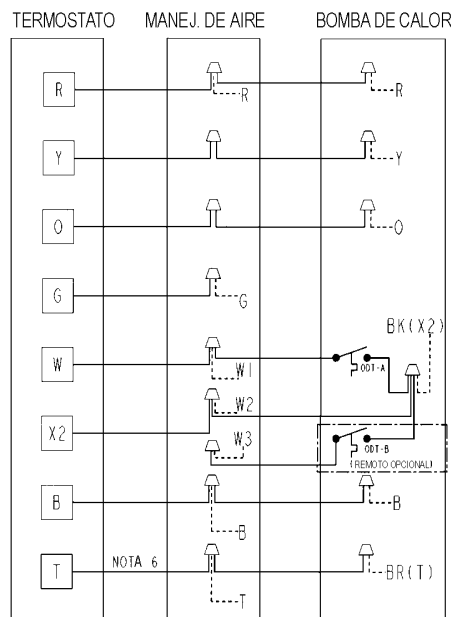 TERMOSTATO MANEJ. DE AIRE BOMBA DE CALOR
R R R
Y Y
O O
G G
BK(X2)
W W1 ODT-A
X2 W2
W3 ODT-B
(REMOTO OPCIONAL)
B B B
T NOTA 6 T BR(T)